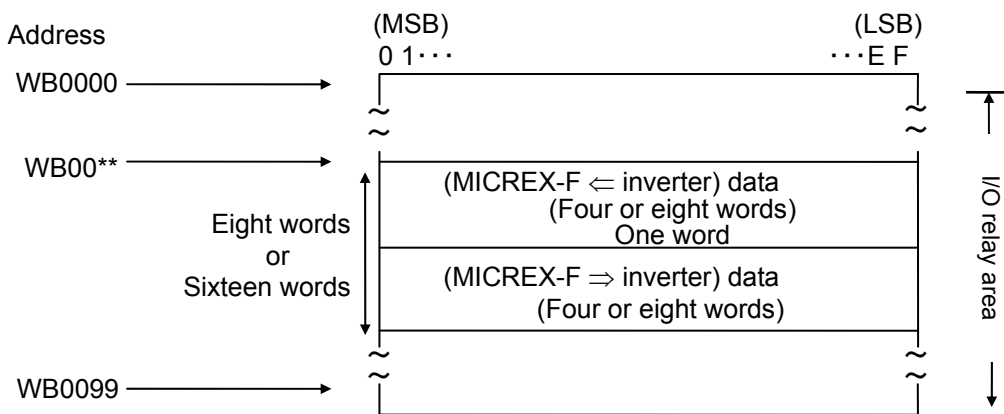 (MSB) (LSB)
Address
0 1・・・ ・・・E F
WB0000
～ ～
～ ～
WB00**
(MICREX-F ⇐ inverter) data
(Four or eight words)
One word
Eight words
or
Sixteen words
(MICREX-F ⇒ inverter) data
(Four or eight words)
～ ～
～ ～
WB0099
I/O relay area